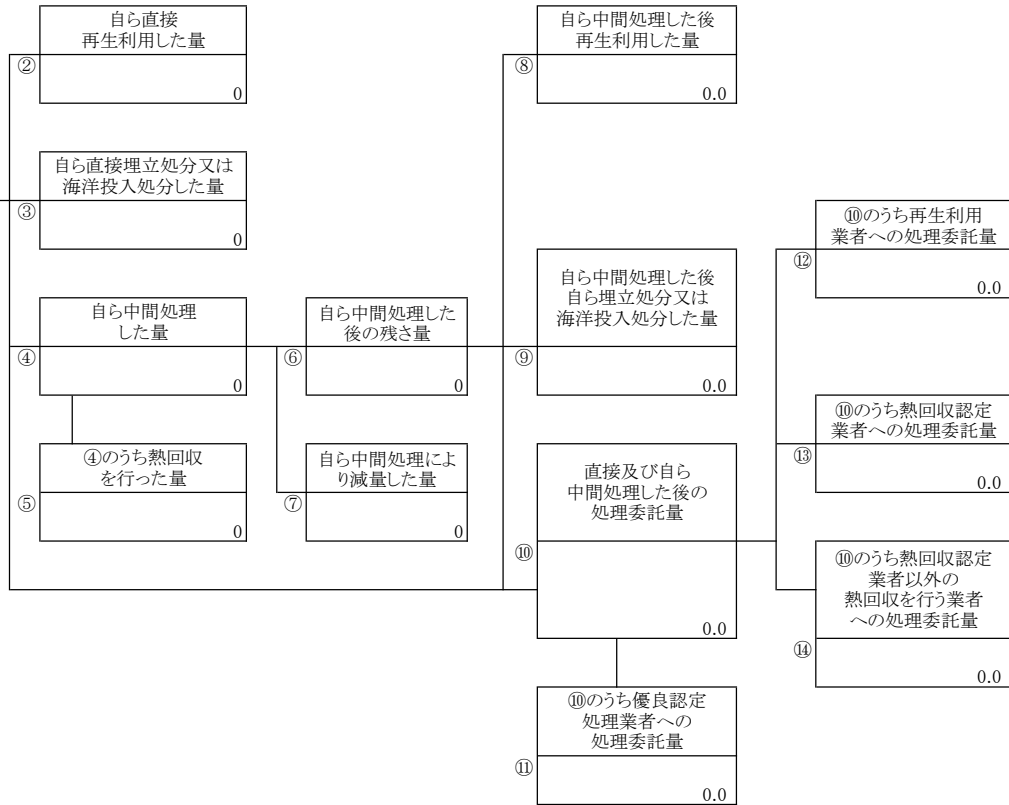 自ら直接
再生利用した量
②
0
自ら中間処理した後
再生利用した量
⑧
0.0
自ら直接埋立処分又は
海洋投入処分した量
③
0
⑩のうち再生利用
業者への処理委託量
⑫
0.0
自ら中間処理
した量
④
0
自ら中間処理した
後の残さ量
⑥
0
自ら中間処理した後
自ら埋立処分又は
海洋投入処分した量
⑨
0.0
⑩のうち熱回収認定
業者への処理委託量
⑬
0.0
④のうち熱回収
を行った量
⑤
0
自ら中間処理によ
り減量した量
⑦
0
直接及び自ら
中間処理した後の
処理委託量
⑩
0.0
⑩のうち熱回収認定
業者以外の
熱回収を行う業者
への処理委託量
⑭
0.0
⑩のうち優良認定
処理業者への
処理委託量
⑪
0.0